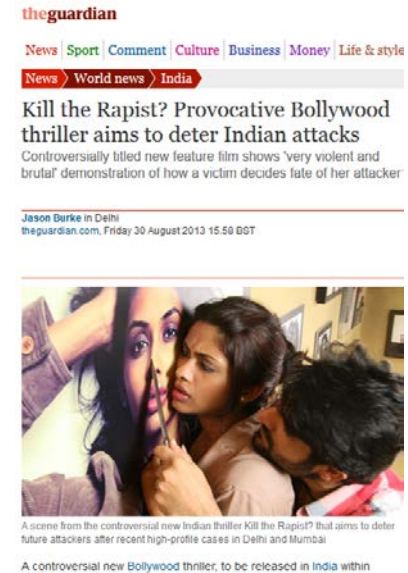 theguardian
News Sport Comment Culture Business Money Life & style
News World news India
Kill the Rapist? Provocative Bollywood
thriller aims to deter Indian attacks
Controversially titled new feature film shows 'very violent and
brutal' demonstration of how a victim decides fate of her attacker
Jason Burke in Delhi
theguardian.com, Friday 30 August 2013 15.58 BST
A scene from the controversial new Indian thriller Kill the Rapist? that aims to deter
future attackers after recent high-profile cases in Delhi and Mumbai
A controversial new Bollywood thriller, to be released in India within